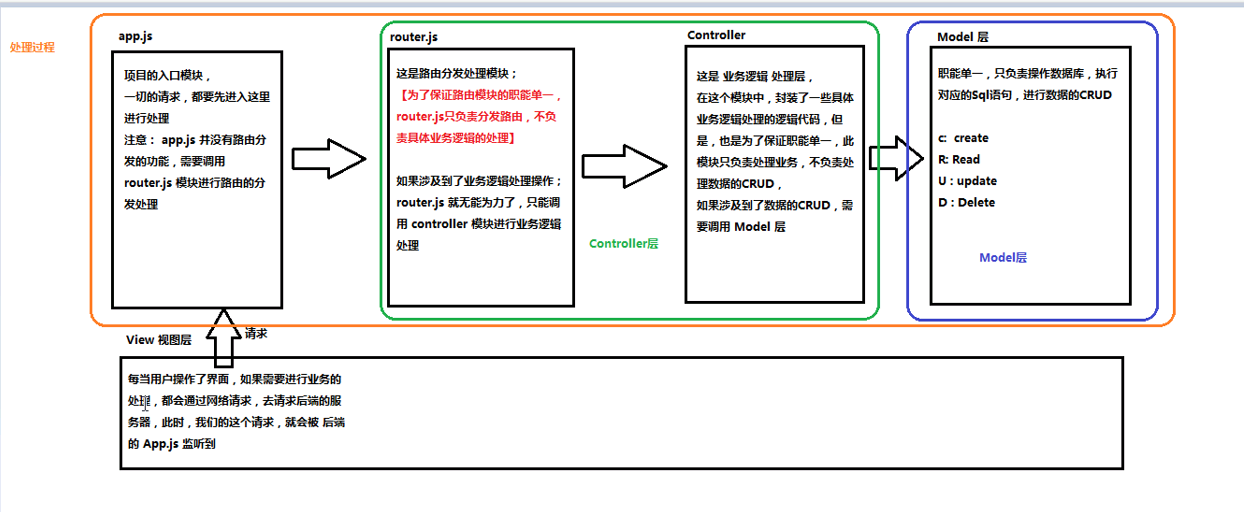 处理过程
app.js
项目的入口模块，
一切的请求，都要先进入这里
进行处理
注意： app.js 并没有路由分
发的功能，需要调用
router.js 模块进行路由的分
发处理
router.js
这是路由分发处理模块；
【为了保证路由模块的职能单一，
router.js只负责分发路由，不负
责具体业务逻辑的处理】
如果涉及到了业务逻辑处理操作；
router.js 就无能为力了，只能调
用 controller 模块进行业务逻辑
处理
Controller层
Controller
这是 业务逻辑 处理层，
在这个模块中，封装了一些具体
业务逻辑处理的逻辑代码，但
是，也是为了保证职能单一，此
模块只负责处理业务，不负责处
理数据的CRUD，
如果涉及到了数据的CRUD，需
要调用 Model 层
Model 层
职能单一，只负责操作数据库，执行
对应的Sql语句，进行数据的CRUD
c: create
R: Read
U : update
D : Delete
Model层
View 视图层
请求
每当用户操作了界面，如果需要进行业务的
处理，都会通过网络请求，去请求后端的服
务器，此时，我们的这个请求，就会被 后端
的 App.js 监听到